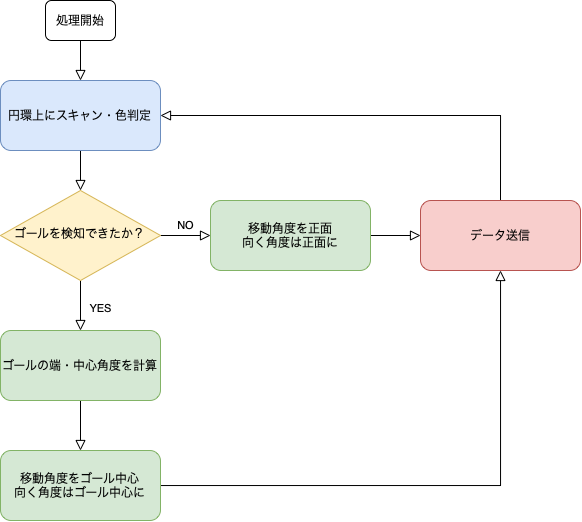 処理開始
円環上にスキャン・色判定
ゴールを検知できたか？
NO
移動角度を正面
向く角度は正面に
データ送信
YES
ゴールの端・中心角度を計算
移動角度をゴール中心
向く角度はゴール中心に